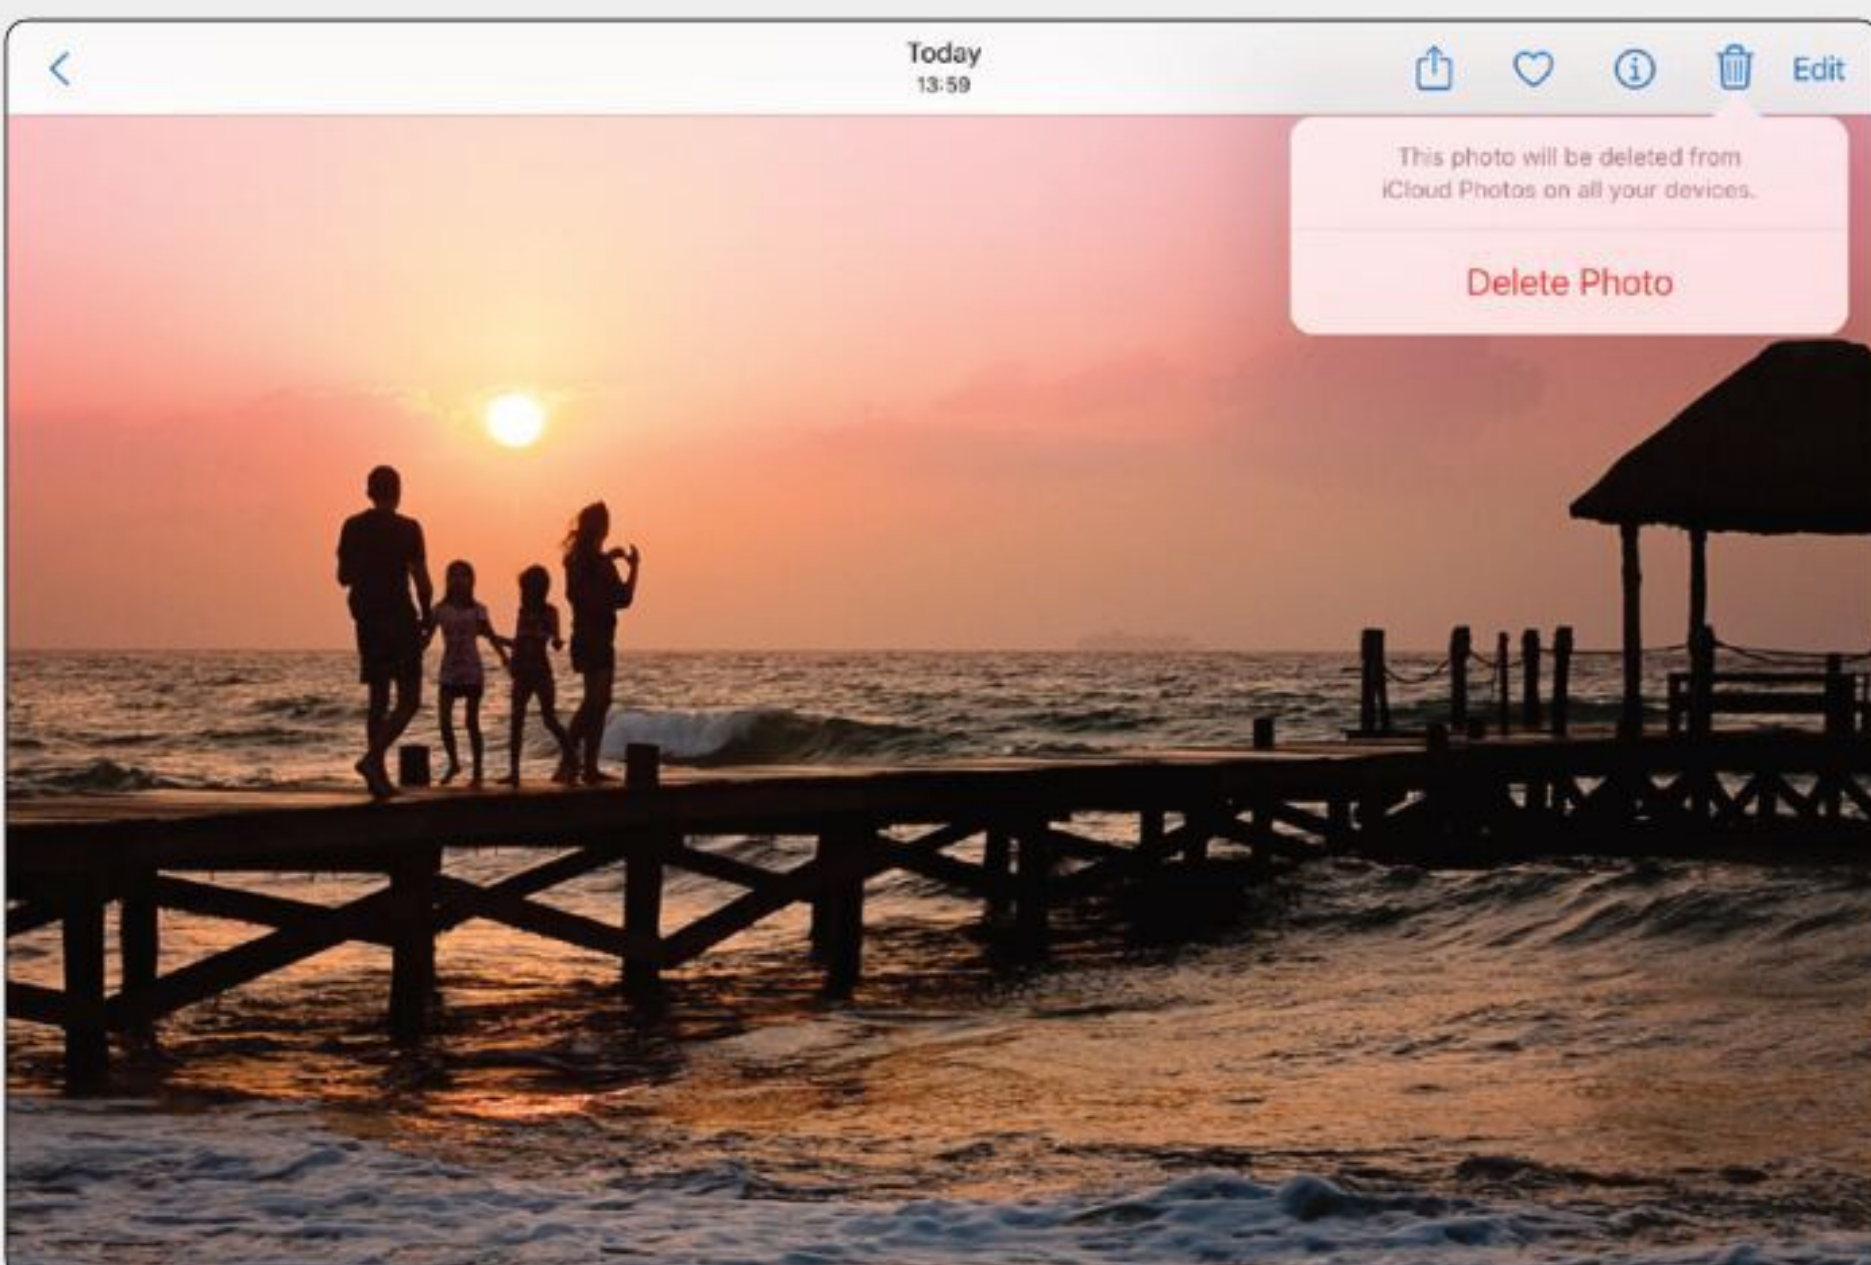 Today
13:59
Edit
This photo will be deleted from
iCloud Photos on all your devices.
Delete Photo